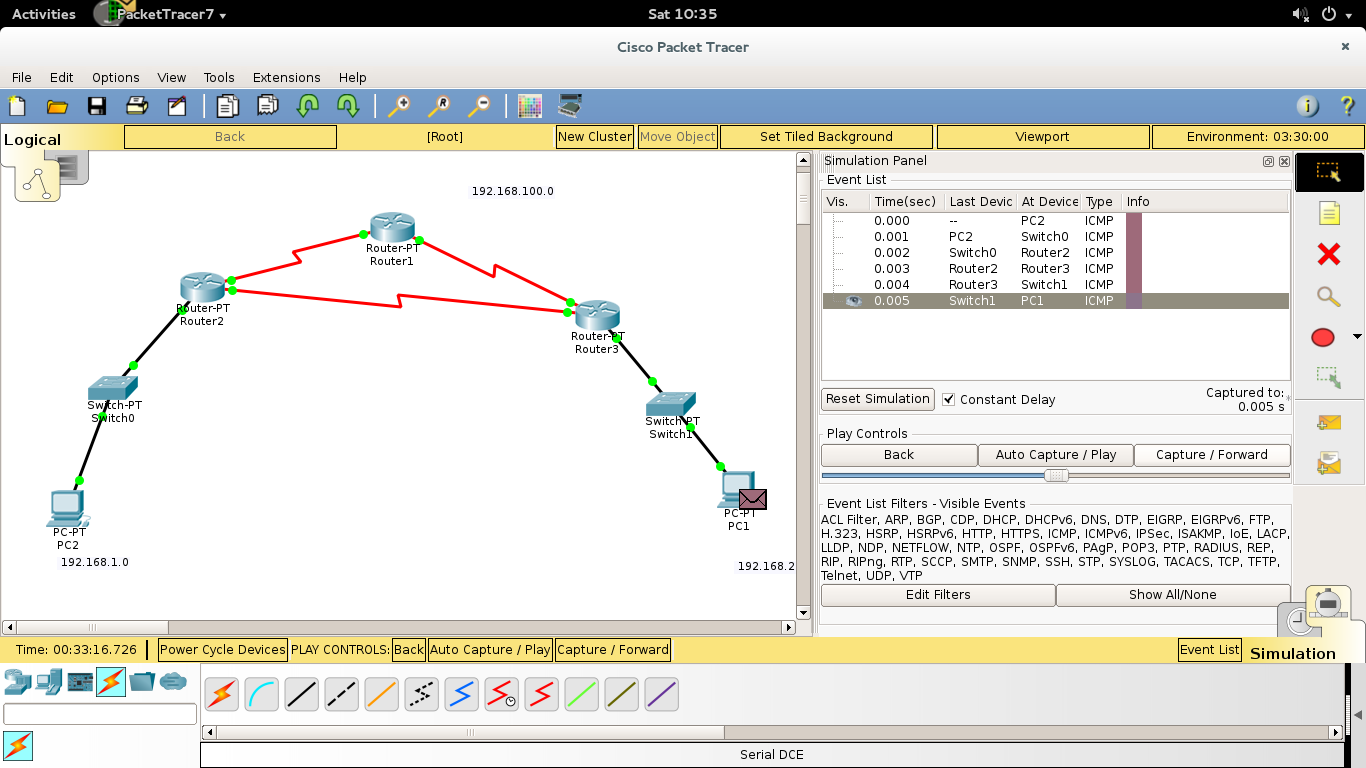 Activities PacketTracer7 Sat 10:35
Cisco Packet Tracer
File Edit Options View Tools Extensions Help
Logical Back [Root] New Cluster Move Object Set Tiled Background Viewport Environment: 03:30:00
192.168.100.0
Router-PT
Router1
Router-PT
Router2
Router-PT
Router3
Switch-PT
Switch0
Switch-PT
Switch1
PC-PT
PC2
192.168.1.0
PC-PT
PC1
192.168.2
Simulation Panel
Event List
Vis. Time(sec) Last Devic At Device Type Info
0.000 -- PC2 ICMP
0.001 PC2 Switch0 ICMP
0.002 Switch0 Router2 ICMP
0.003 Router2 Router3 ICMP
0.004 Router3 Switch1 ICMP
0.005 Switch1 PC1 ICMP
Reset Simulation Constant Delay Captured to:
0.005 s
Play Controls
Back Auto Capture / Play Capture / Forward
Event List Filters - Visible Events
ACL Filter, ARP, BGP, CDP, DHCP, DHCPv6, DNS, DTP, EIGRP, EIGRPv6, FTP,
H.323, HSRP, HSRPv6, HTTP, HTTPS, ICMP, ICMPv6, IPSec, ISAKMP, IoE, LACP,
LLDP, NDP, NETFLOW, NTP, OSPF, OSPFv6, PAgP, POP3, PTP, RADIUS, REP,
RIP, RIPng, RTP, SCCP, SMTP, SNMP, SSH, STP, SYSLOG, TACACS, TCP, TFTP,
Telnet, UDP, VTP
Edit Filters Show All/None
Time: 00:33:16.726 Power Cycle Devices PLAY CONTROLS: Back Auto Capture / Play Capture / Forward Event List Simulation
Serial DCE